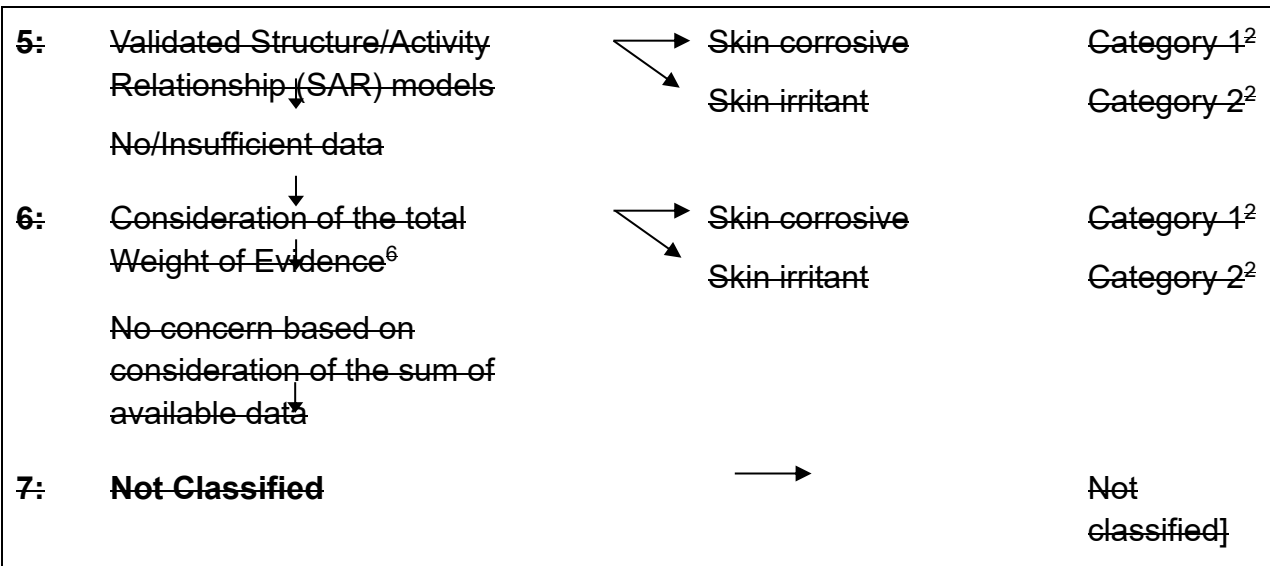 5: Validated Structure/Activity Skin corrosive Category 1²
Relationship (SAR) models
Skin irritant Category 2²
No/Insufficient data
6: Consideration of the total Skin corrosive Category 1²
Weight of Evidence⁶
Skin irritant Category 2²
No concern based on
consideration of the sum of
available data
7: Not Classified Not
classified]